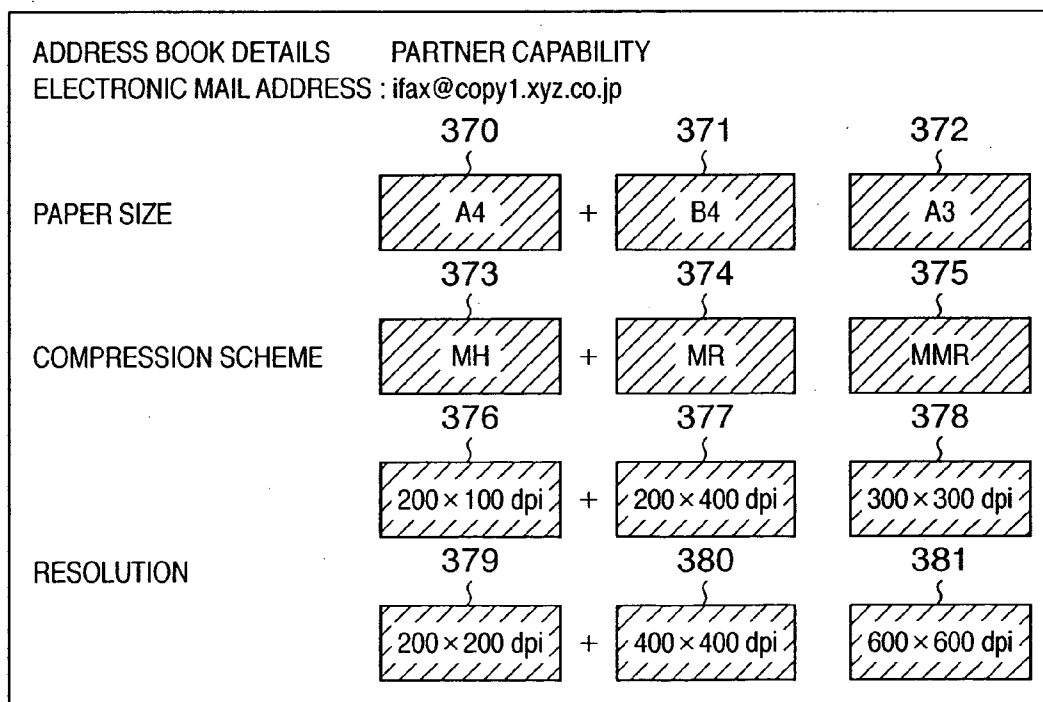 ADDRESS BOOK DETAILS PARTNER CAPABILITY
ELECTRONIC MAIL ADDRESS : ifax@copy1.xyz.co.jp
370 371 372
PAPER SIZE A4 + B4 A3
373 374 375
COMPRESSION SCHEME MH + MR MMR
376 377 378
200 × 100 dpi + 200 × 400 dpi 300 × 300 dpi
RESOLUTION
379 380 381
200 × 200 dpi + 400 × 400 dpi 600 × 600 dpi